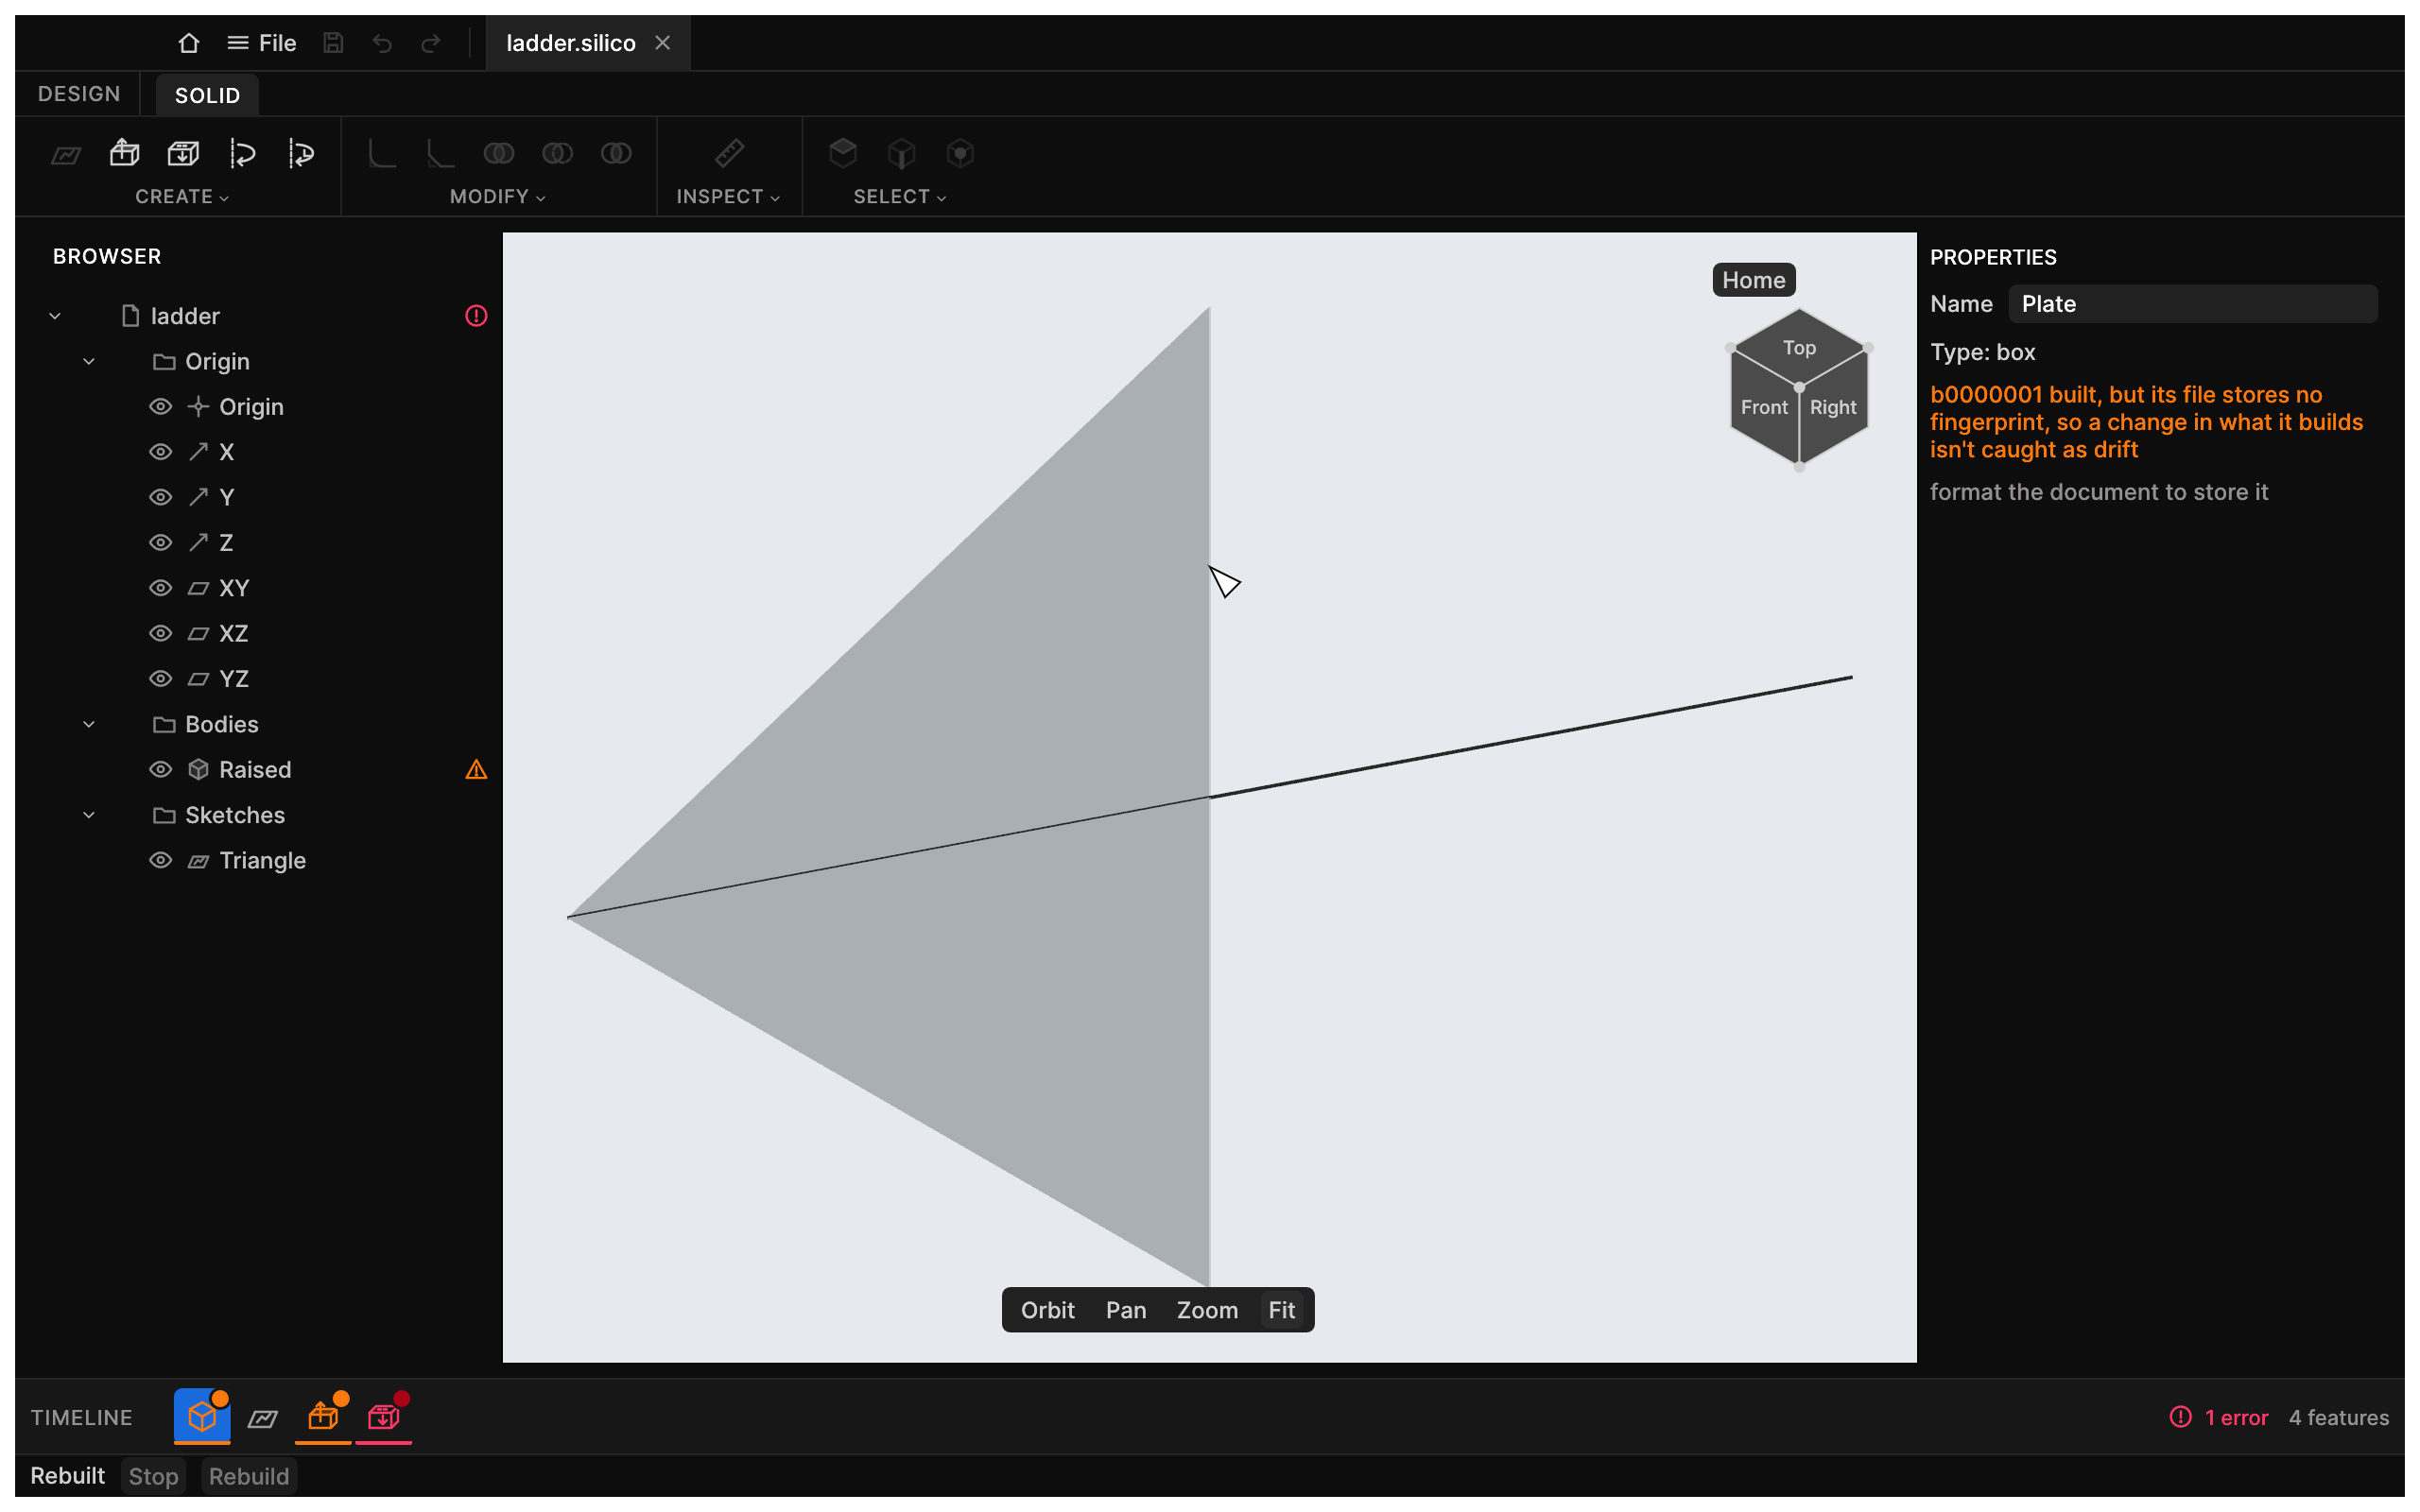 File
ladder.silico
DESIGN
SOLID
CREATE
MODIFY
INSPECT
SELECT
BROWSER
ladder
Origin
Origin
X
Y
Z
XY
XZ
YZ
Bodies
Raised
Sketches
Triangle
Home
Top
Front
Right
Orbit
Pan
Zoom
Fit
PROPERTIES
Name
Plate
Type: box
b0000001 built, but its file stores no
fingerprint, so a change in what it builds
isn't caught as drift
format the document to store it
TIMELINE
1 error
4 features
Rebuilt
Stop
Rebuild